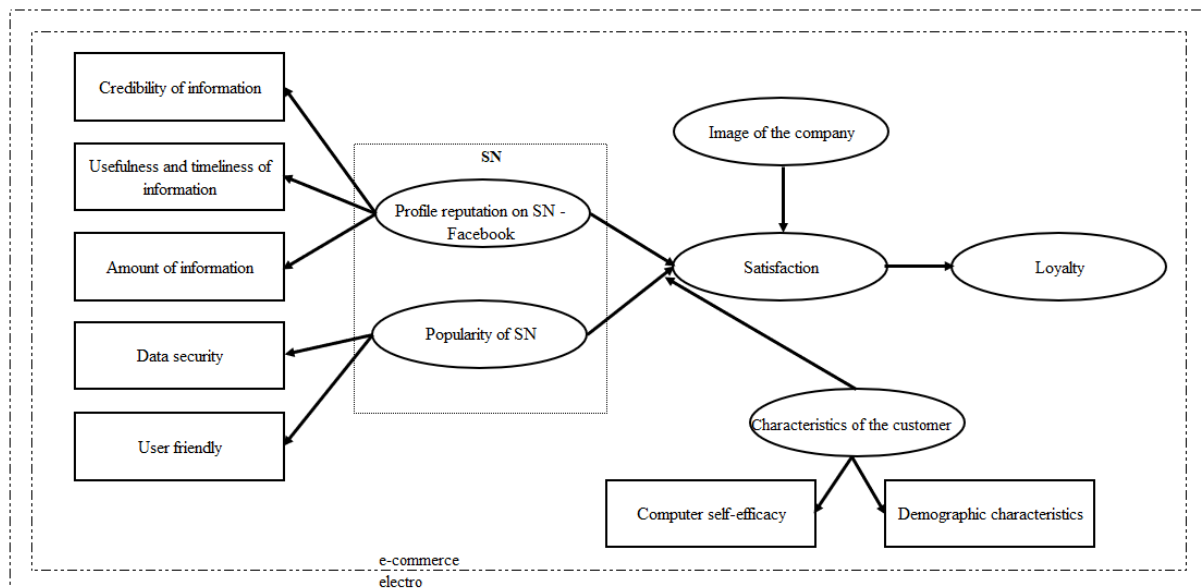 Credibility of information
Usefulness and timeliness of
information
Amount of information
Data security
User friendly
SN
Profile reputation on SN -
Facebook
Popularity of SN
Image of the company
Satisfaction
Loyalty
Characteristics of the customer
Computer self-efficacy
Demographic characteristics
e-commerce
electro